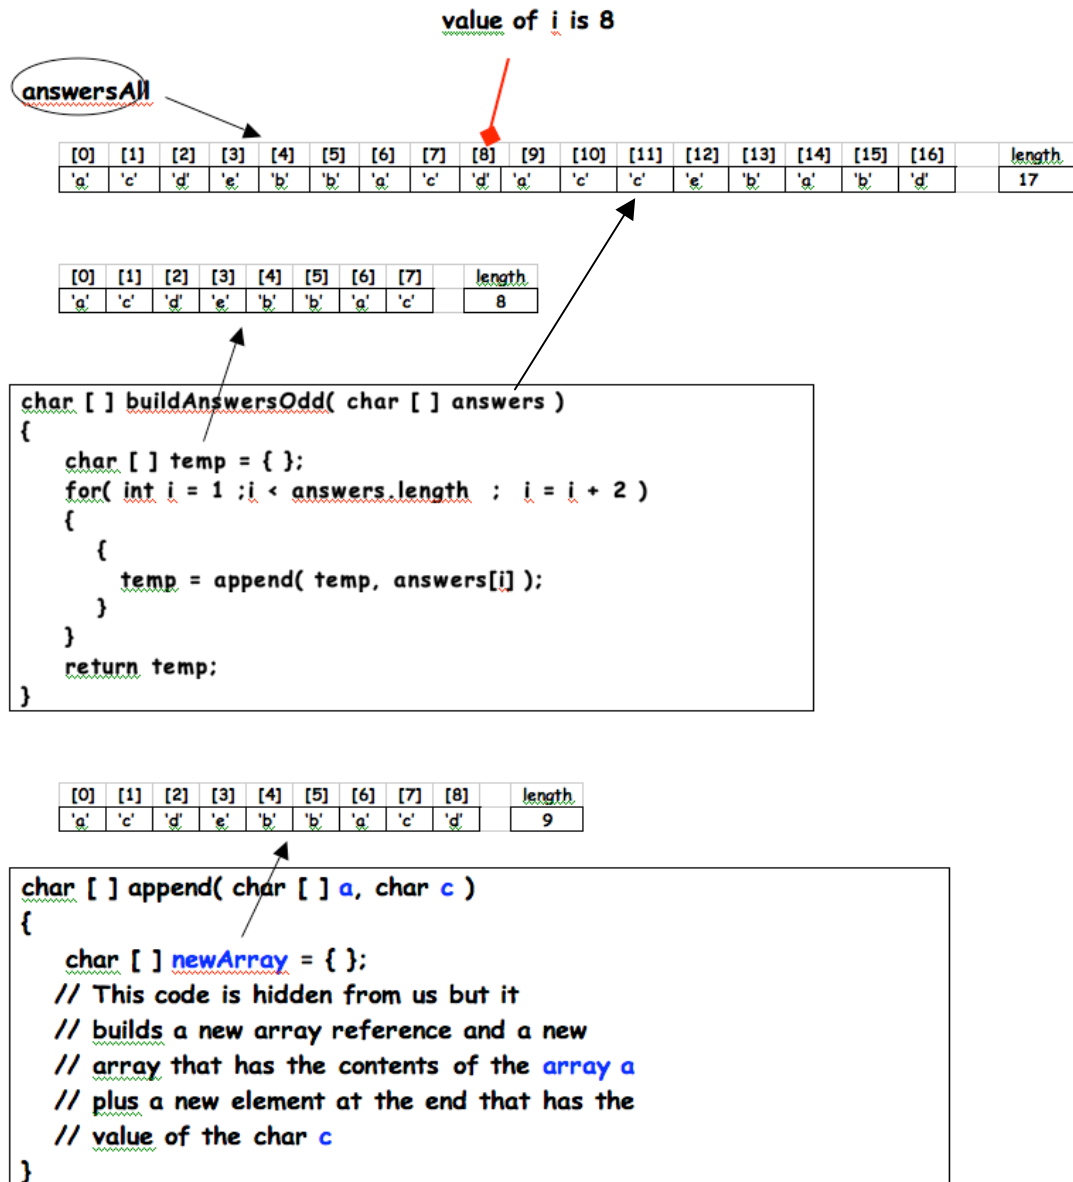 value of i is 8
answersAll
[0] [1] [2] [3] [4] [5] [6] [7] [8] [9] [10] [11] [12] [13] [14] [15] [16] length
'a' 'c' 'd' 'e' 'b' 'b' 'a' 'c' 'd' 'a' 'c' 'c' 'e' 'b' 'a' 'b' 'd' 17
[0] [1] [2] [3] [4] [5] [6] [7] length
'a' 'c' 'd' 'e' 'b' 'b' 'a' 'c' 8
char [ ] buildAnswersOdd( char [ ] answers )
{
char [ ] temp = { };
for( int i = 1 ;i < answers.length ; i = i + 2 )
{
{
temp = append( temp, answers[i] );
}
}
return temp;
}
[0] [1] [2] [3] [4] [5] [6] [7] [8] length
'a' 'c' 'd' 'e' 'b' 'b' 'a' 'c' 'd' 9
char [ ] append( char [ ] a, char c )
{
char [ ] newArray = { };
// This code is hidden from us but it
// builds a new array reference and a new
// array that has the contents of the array a
// plus a new element at the end that has the
// value of the char c
}